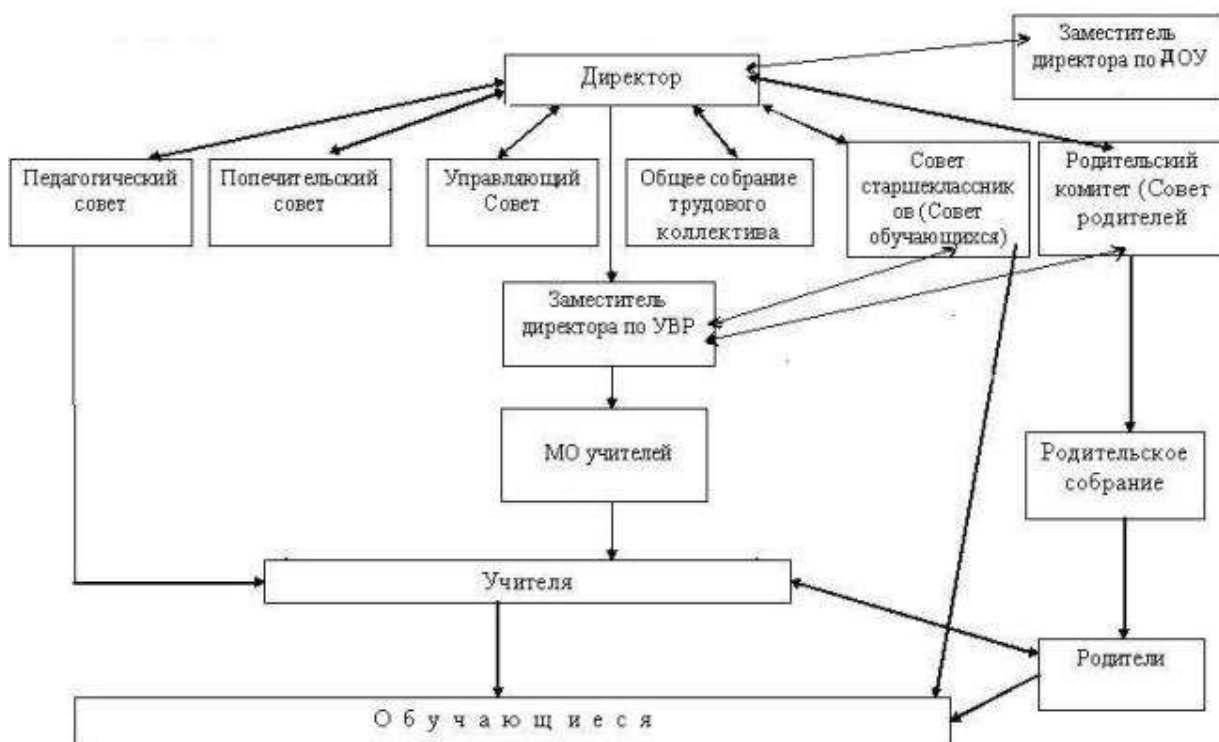 Заместитель
директора по ДОУ
Директор
Педагогический
совет
Попечительский
совет
Управляющий
Совет
Общее собрание
трудового
коллектива
Совет
старшеклассник
ов (Совет
обучающихся)
Родительский
комитет (Совет
родителей
Заместитель
директора по УВР
МО учителей
Родительское
собрание
Учителя
Родители
Обучающиеся